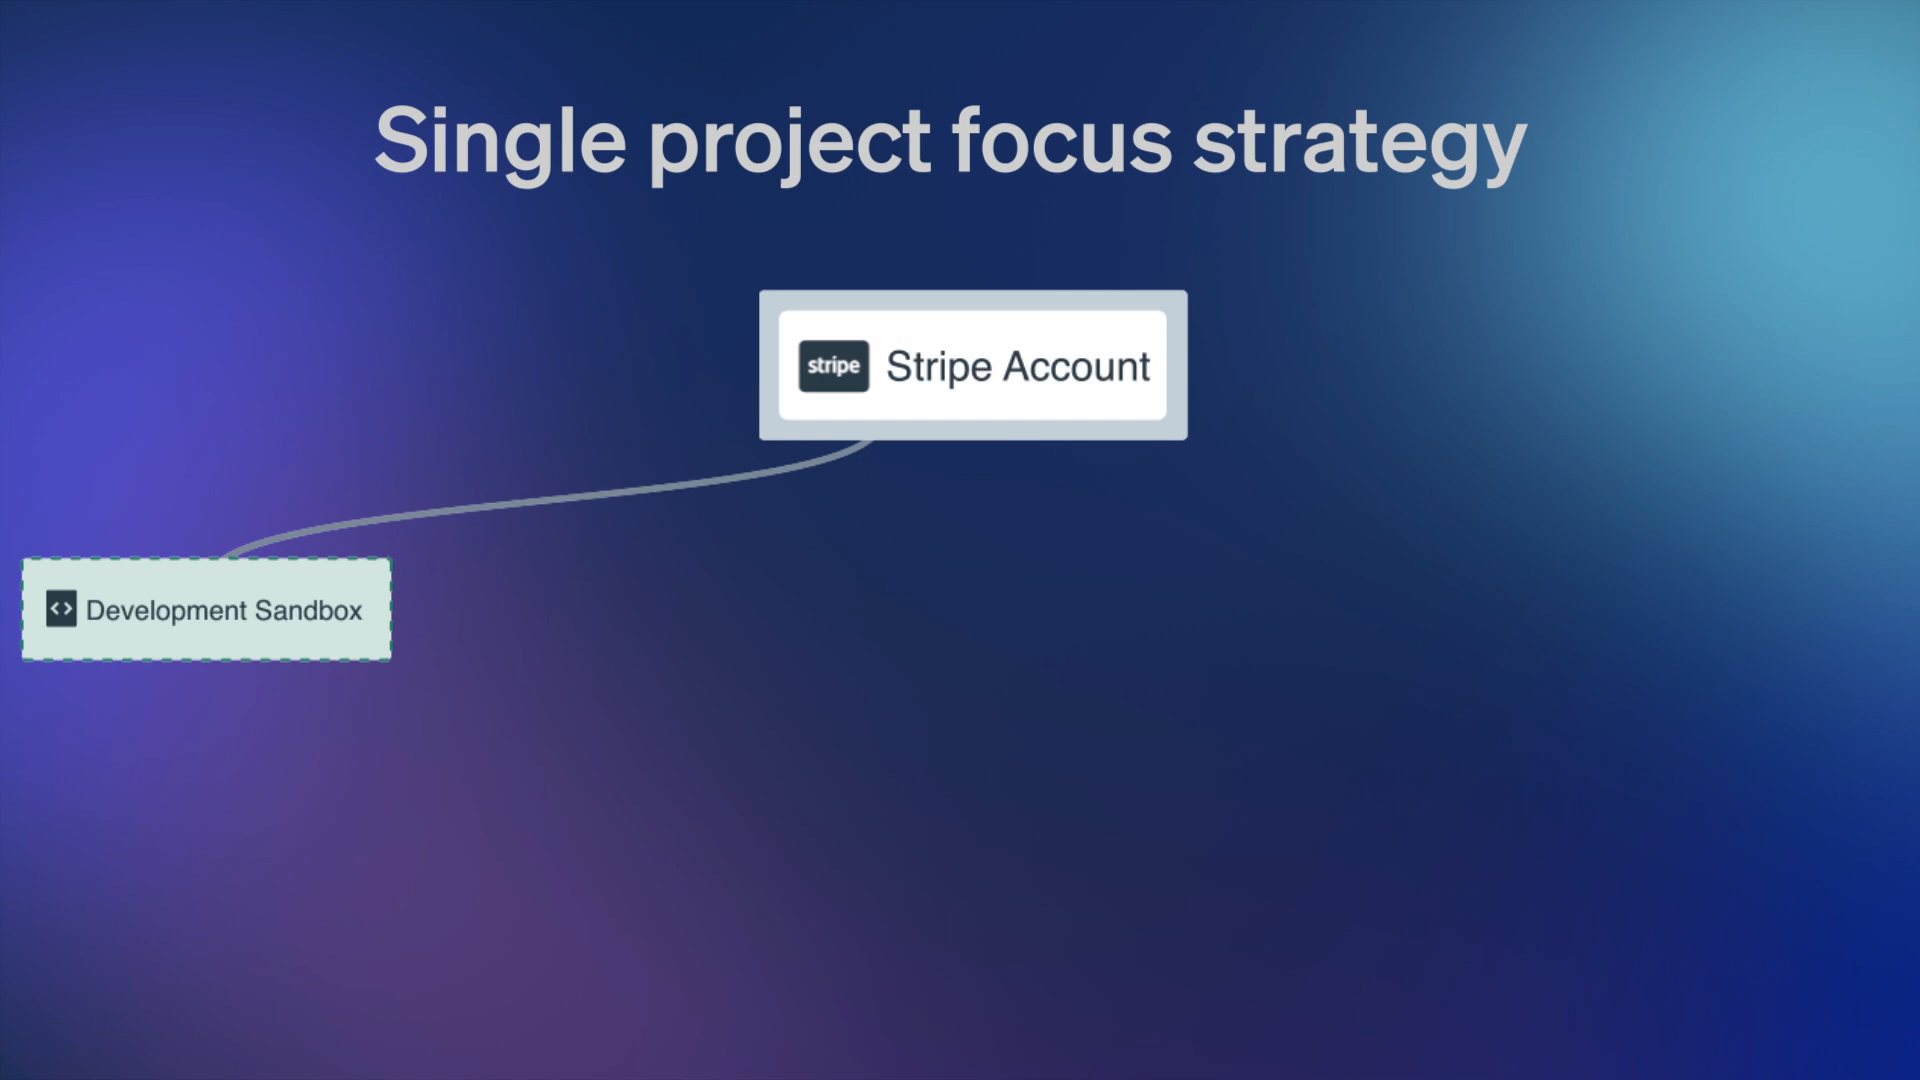 Single project focus strategy
stripe Stripe Account
<> Development Sandbox